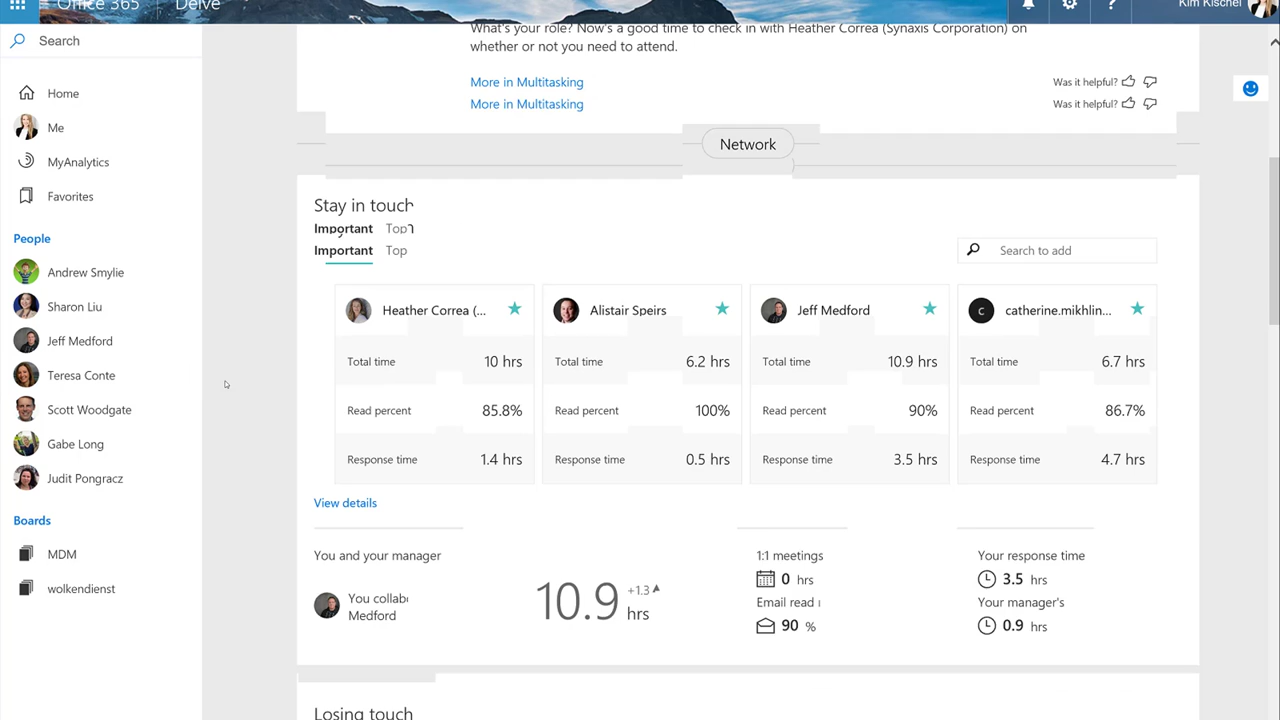 Office 365 Delve Kim Kischel
Search
Home
Me
MyAnalytics
Favorites
People
Andrew Smylie
Sharon Liu
Jeff Medford
Teresa Conte
Scott Woodgate
Gabe Long
Judit Pongracz
Boards
MDM
wolkendienst
What's your role? Now's a good time to check in with Heather Correa (Synaxis Corporation) on
whether or not you need to attend.
More in Multitasking Was it helpful?
More in Multitasking Was it helpful?
Network
Stay in touch
Important Top
Important Top
Search to add
Heather Correa (... Alistair Speirs Jeff Medford c catherine.mikhlin...
Total time 10 hrs Total time 6.2 hrs Total time 10.9 hrs Total time 6.7 hrs
Read percent 85.8% Read percent 100% Read percent 90% Read percent 86.7%
Response time 1.4 hrs Response time 0.5 hrs Response time 3.5 hrs Response time 4.7 hrs
View details
You and your manager
You collab
Medford
10.9 +1.3 hrs
1:1 meetings
0 hrs
Email read
90 %
Your response time
3.5 hrs
Your manager's
0.9 hrs
Losing touch